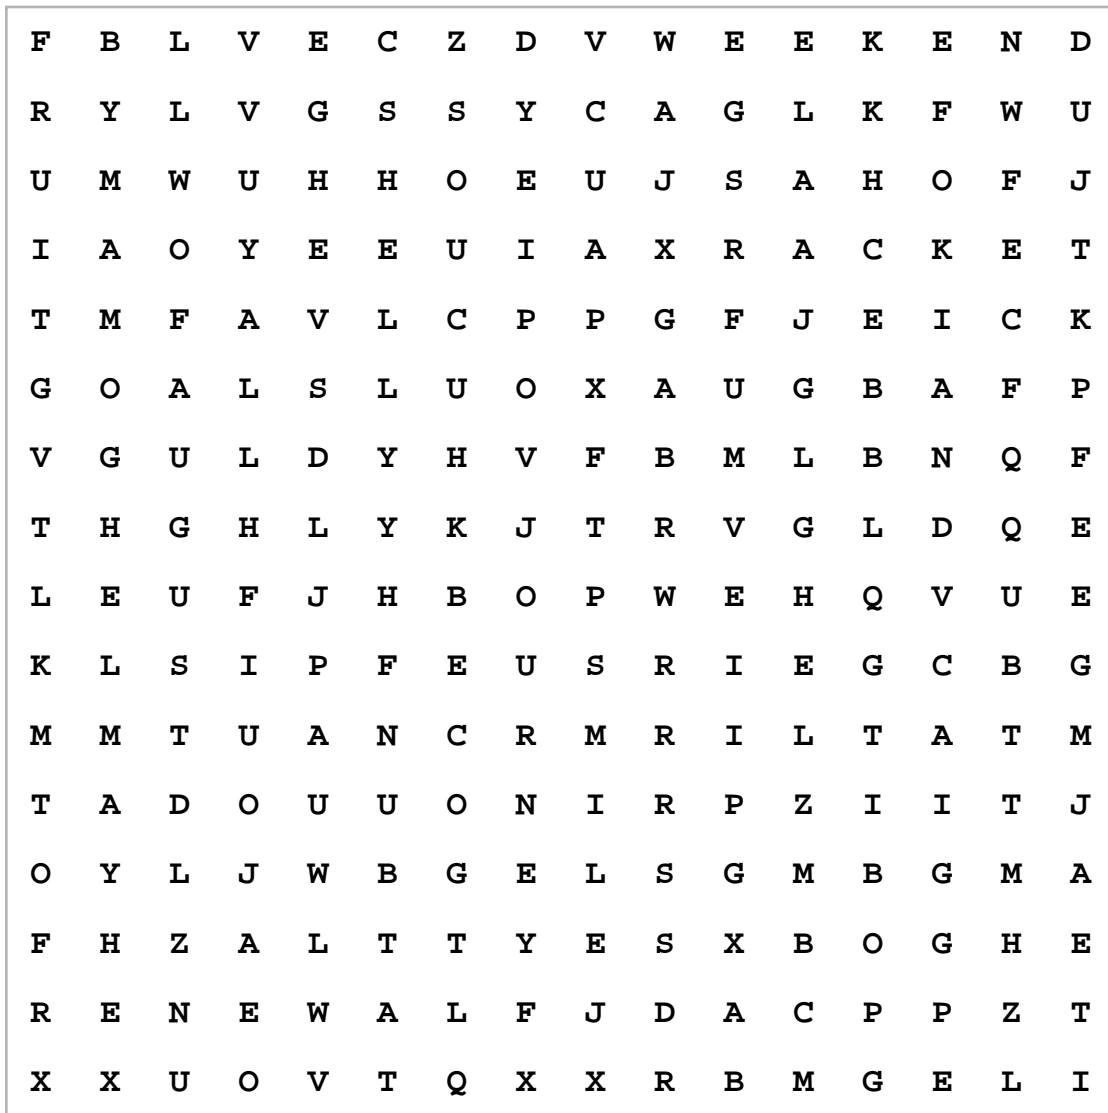 F B L V E C Z D V W E E K E N D
R Y L V G S S Y C A G L K F W U
U M W U H H O E U J S A H O F J
I A O Y E E U I A X R A C K E T
T M F A V L C P P G F J E I C K
G O A L S L U O X A U G B A F P
V G U L D Y H V F B M L B N Q F
T H G H L Y K J T R V G L D Q E
L E U F J H B O P W E H Q V U E
K L S I P F E U S R I E G C B G
M M T U A N C R M R I L T A T M
T A D O U U O N I R P Z I I T J
O Y L J W B G E L S G M B G M A
F H Z A L T T Y E S X B O G H E
R E N E W A L F J D A C P P Z T
X X U O V T Q X X R B M G E L I